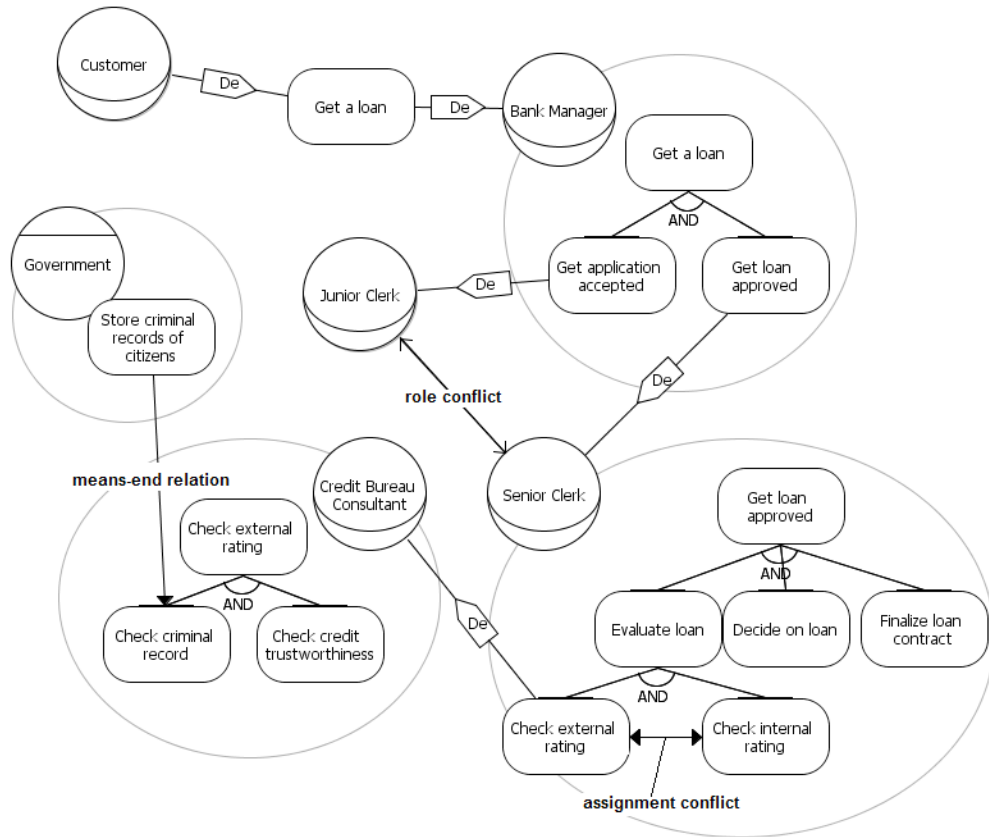 Customer
De
Get a loan
De
Bank Manager
Get a loan
AND
Get application
accepted
Get loan
approved
Government
Store criminal
records of
citizens
Junior Clerk
De
De
role conflict
means-end relation
Credit Bureau
Consultant
Senior Clerk
Get loan
approved
AND
Evaluate loan
Decide on loan
Finalize loan
contract
Check external
rating
AND
Check criminal
record
Check credit
trustworthiness
De
AND
Check external
rating
Check internal
rating
assignment conflict